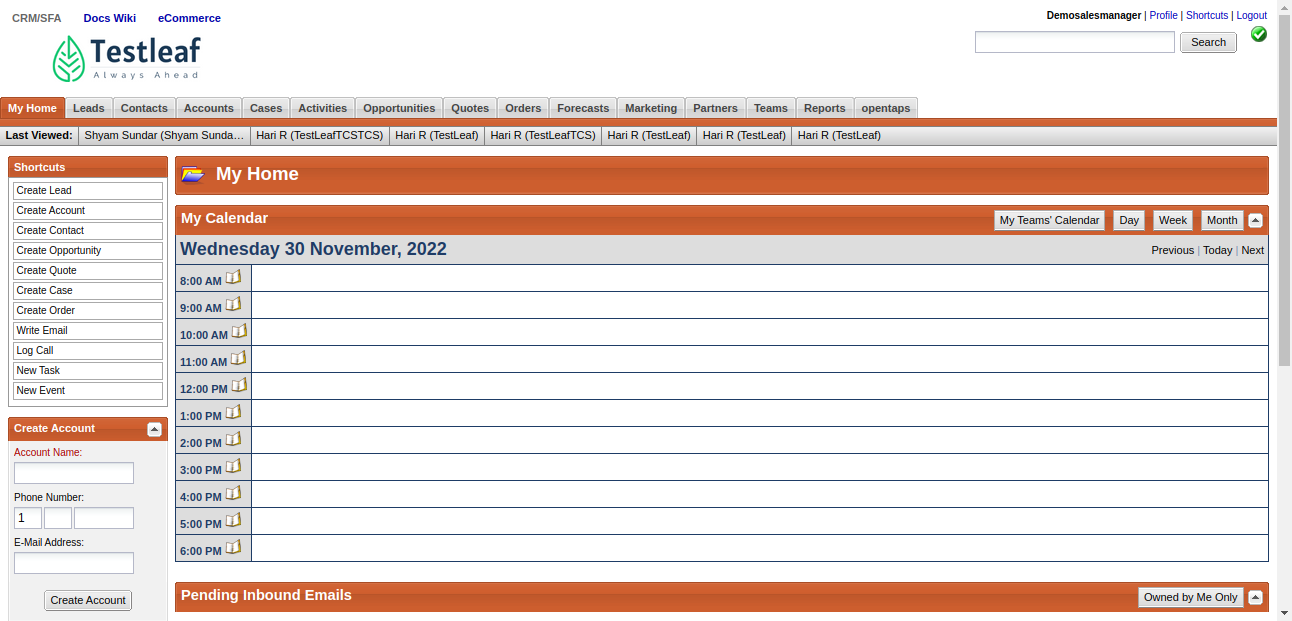 CRM/SFA Docs Wiki eCommerce
Demosalesmanager | Profile | Shortcuts | Logout
Testleaf
Always Ahead
Search
My Home Leads Contacts Accounts Cases Activities Opportunities Quotes Orders Forecasts Marketing Partners Teams Reports opentaps
Last Viewed: Shyam Sundar (Shyam Sunda… Hari R (TestLeafTCSTCS) Hari R (TestLeaf) Hari R (TestLeafTCS) Hari R (TestLeaf) Hari R (TestLeaf) Hari R (TestLeaf)
Shortcuts
Create Lead
Create Account
Create Contact
Create Opportunity
Create Quote
Create Case
Create Order
Write Email
Log Call
New Task
New Event
Create Account
Account Name:
Phone Number:
1
E-Mail Address:
Create Account
My Home
My Calendar My Teams' Calendar Day Week Month
Wednesday 30 November, 2022 Previous | Today | Next
8:00 AM
9:00 AM
10:00 AM
11:00 AM
12:00 PM
1:00 PM
2:00 PM
3:00 PM
4:00 PM
5:00 PM
6:00 PM
Pending Inbound Emails Owned by Me Only